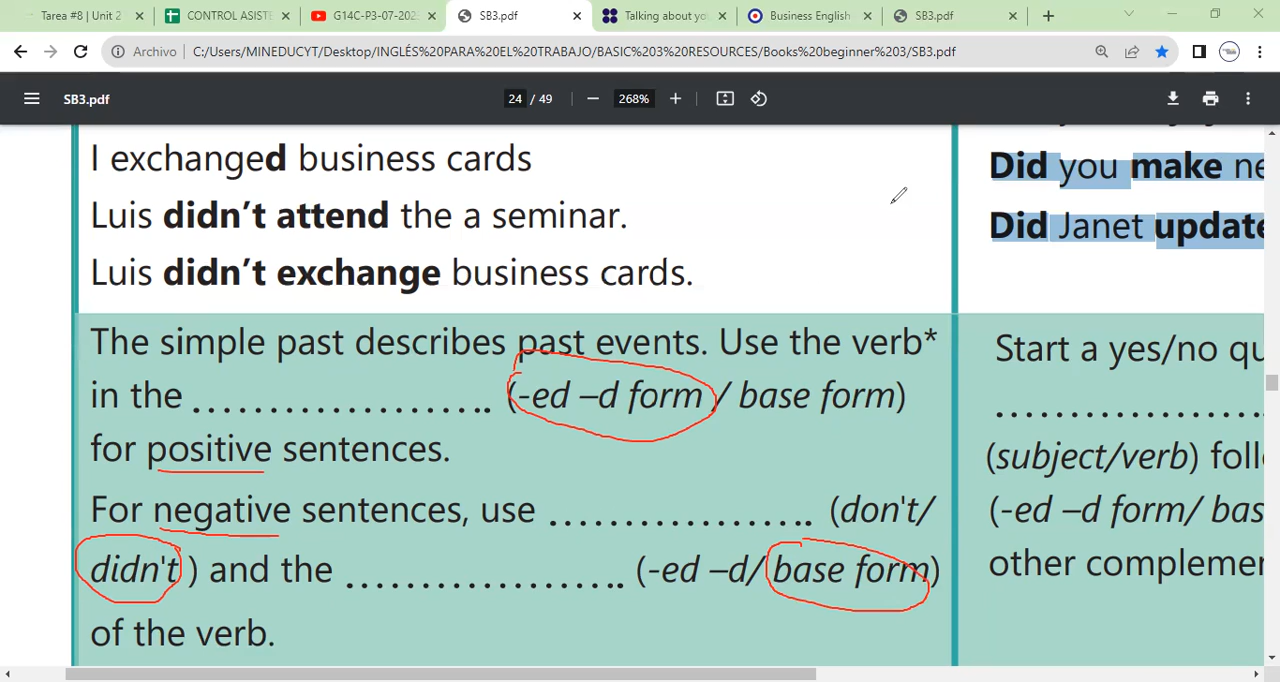 Tarea #8 | Unit 2
CONTROL ASISTE
G14C-P3-07-202
SB3.pdf
Talking about yo
Business English
SB3.pdf
Archivo
C:/Users/MINEDUCYT/Desktop/INGLÉS%20PARA%20EL%20TRABAJO/BASIC%203%20RESOURCES/Books%20beginner%203/SB3.pdf
SB3.pdf
24 / 49
268%
I exchanged business cards
Luis didn't attend the a seminar.
Luis didn't exchange business cards.
The simple past describes past events. Use the verb*
in the .................... (-ed –d form / base form)
for positive sentences.
For negative sentences, use .................. (don't/
didn't ) and the ................... (-ed –d/ base form)
of the verb.
Did you make ne
Did Janet update
Start a yes/no qu
................
(subject/verb) foll
(-ed –d form/ bas
other complemen